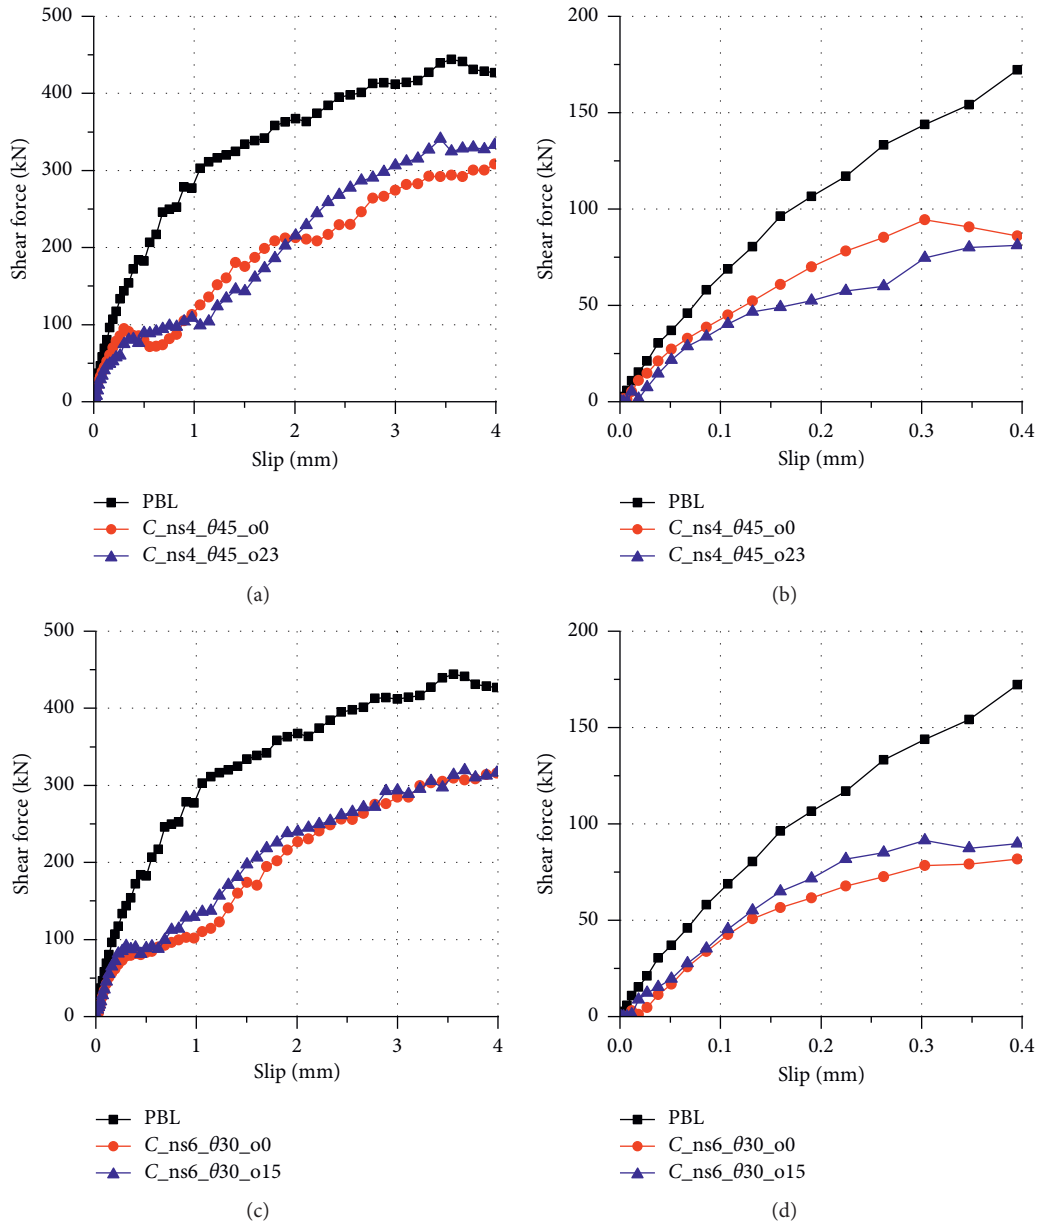 500
400
300
200
100
0
Shear force (kN)
0 1 2 3 4
Slip (mm)
PBL
C_ns4_θ45_o0
C_ns4_θ45_o23
(a)
200
150
100
50
0
Shear force (kN)
0.0 0.1 0.2 0.3 0.4
Slip (mm)
PBL
C_ns4_θ45_o0
C_ns4_θ45_o23
(b)
500
400
300
200
100
0
Shear force (kN)
0 1 2 3 4
Slip (mm)
PBL
C_ns6_θ30_o0
C_ns6_θ30_o15
(c)
200
150
100
50
0
Shear force (kN)
0.0 0.1 0.2 0.3 0.4
Slip (mm)
PBL
C_ns6_θ30_o0
C_ns6_θ30_o15
(d)